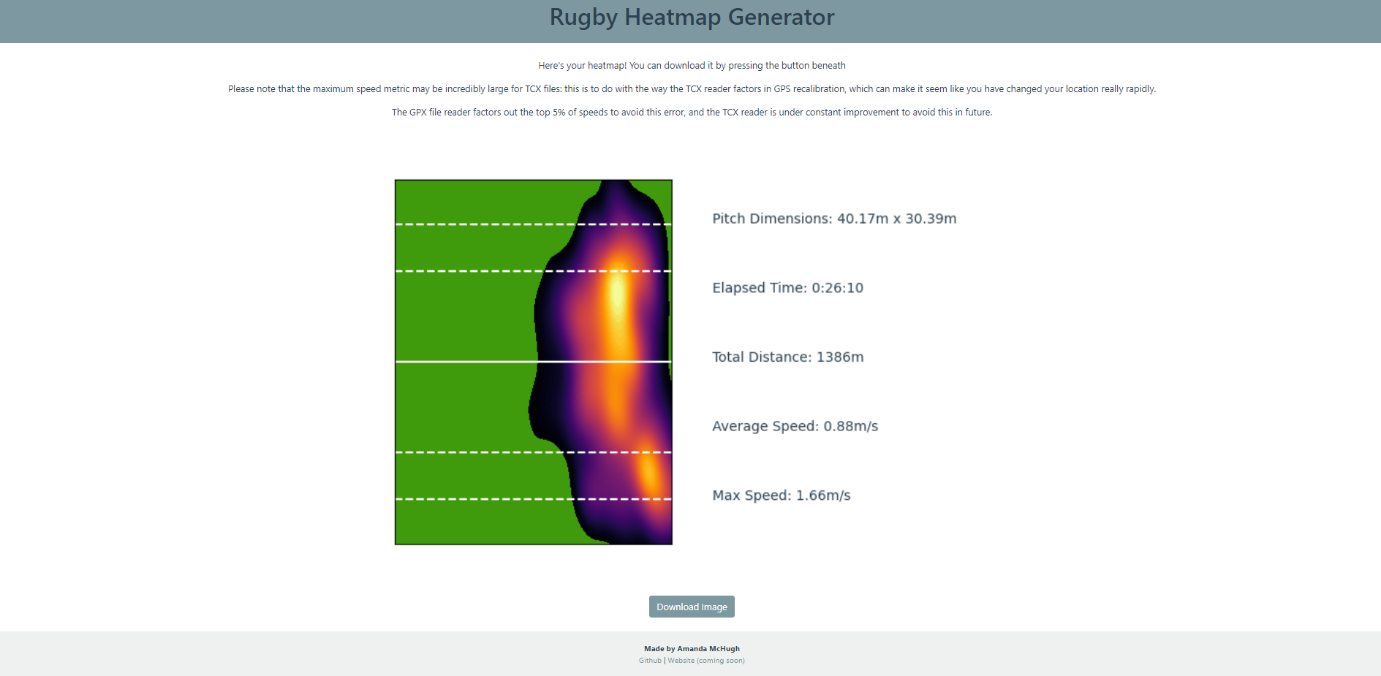 Rugby Heatmap Generator
Here's your heatmap! You can download it by pressing the button beneath
Please note that the maximum speed metric may be incredibly large for TCX files: this is to do with the way the TCX reader factors in GPS recalibration, which can make it seem like you have changed your location really rapidly.
The GPX file reader factors out the top 5% of speeds to avoid this error, and the TCX reader is under constant improvement to avoid this in future.
Pitch Dimensions: 40.17m x 30.39m
Elapsed Time: 0:26:10
Total Distance: 1386m
Average Speed: 0.88m/s
Max Speed: 1.66m/s
Download Image
Made by Amanda McHugh
Github | Website (coming soon)